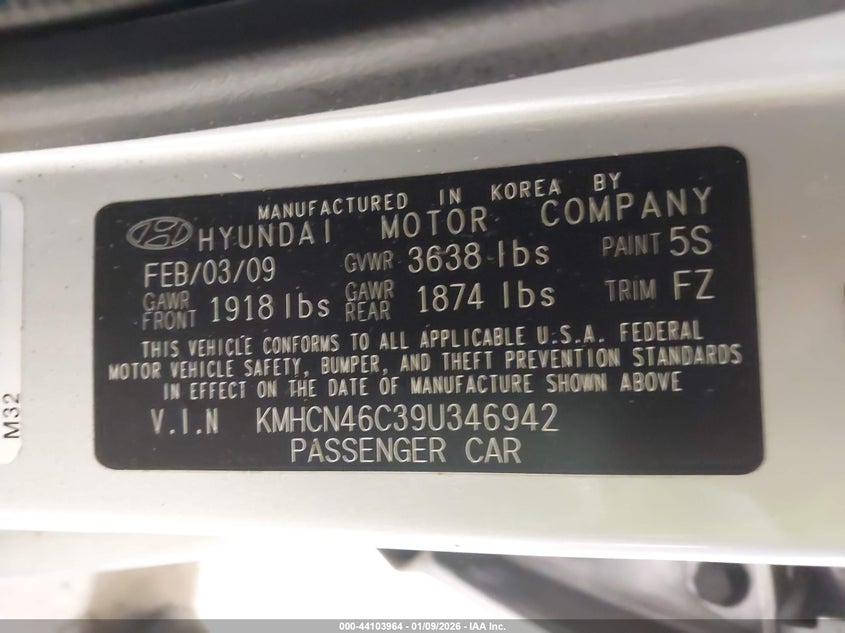 MANUFACTURED IN KOREA BY
HYUNDAI MOTOR COMPANY
FEB/03/09 GVWR 3638 lbs PAINT 5S
GAWR FRONT 1918 lbs GAWR REAR 1874 lbs TRIM FZ
THIS VEHICLE CONFORMS TO ALL APPLICABLE U.S.A. FEDERAL
MOTOR VEHICLE SAFETY, BUMPER, AND THEFT PREVENTION STANDARDS
IN EFFECT ON THE DATE OF MANUFACTURE SHOWN ABOVE
V.I.N KMHCN46C39U346942
PASSENGER CAR
M32
000-44103964 - 01/09/2026 - IAA Inc.